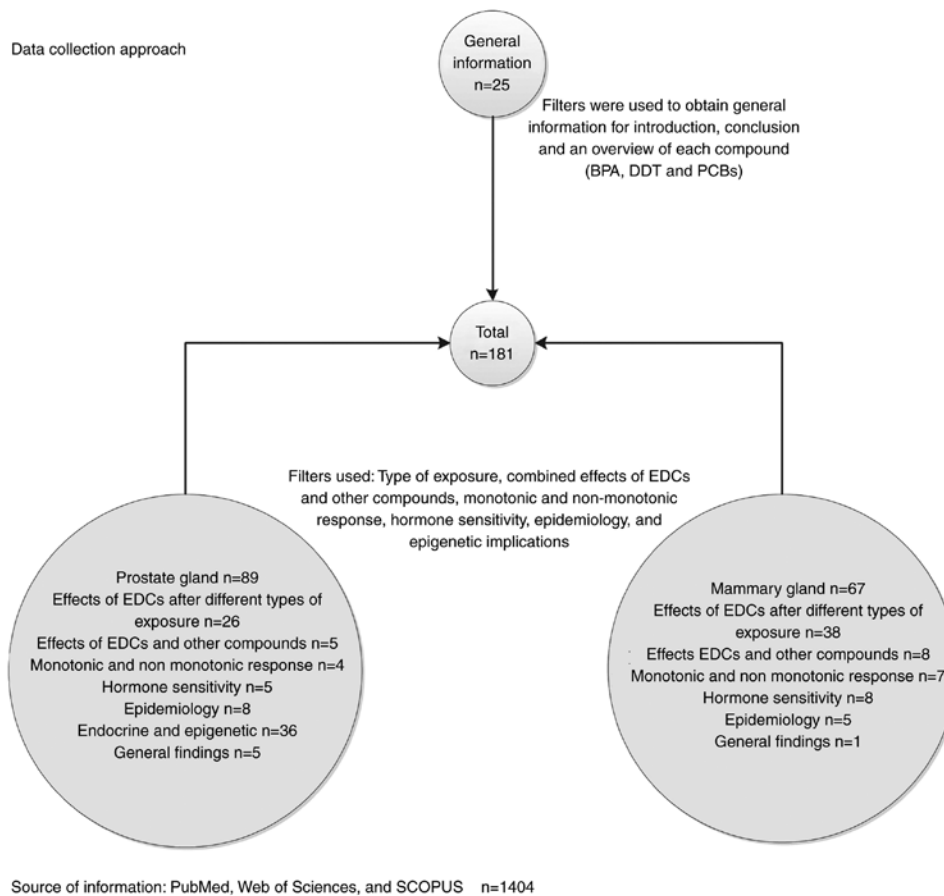 Data collection approach
General
information
n=25
Filters were used to obtain general
information for introduction, conclusion
and an overview of each compound
(BPA, DDT and PCBs)
Total
n=181
Filters used: Type of exposure, combined effects of EDCs
and other compounds, monotonic and non-monotonic
response, hormone sensitivity, epidemiology, and
epigenetic implications
Prostate gland n=89
Effects of EDCs after different types of
exposure n=26
Effects of EDCs and other compounds n=5
Monotonic and non monotonic response n=4
Hormone sensitivity n=5
Epidemiology n=8
Endocrine and epigenetic n=36
General findings n=5
Mammary gland n=67
Effects of EDCs after different types of
exposure n=38
Effects EDCs and other compounds n=8
Monotonic and non monotonic response n=7
Hormone sensitivity n=8
Epidemiology n=5
General findings n=1
Source of information: PubMed, Web of Sciences, and SCOPUS n=1404